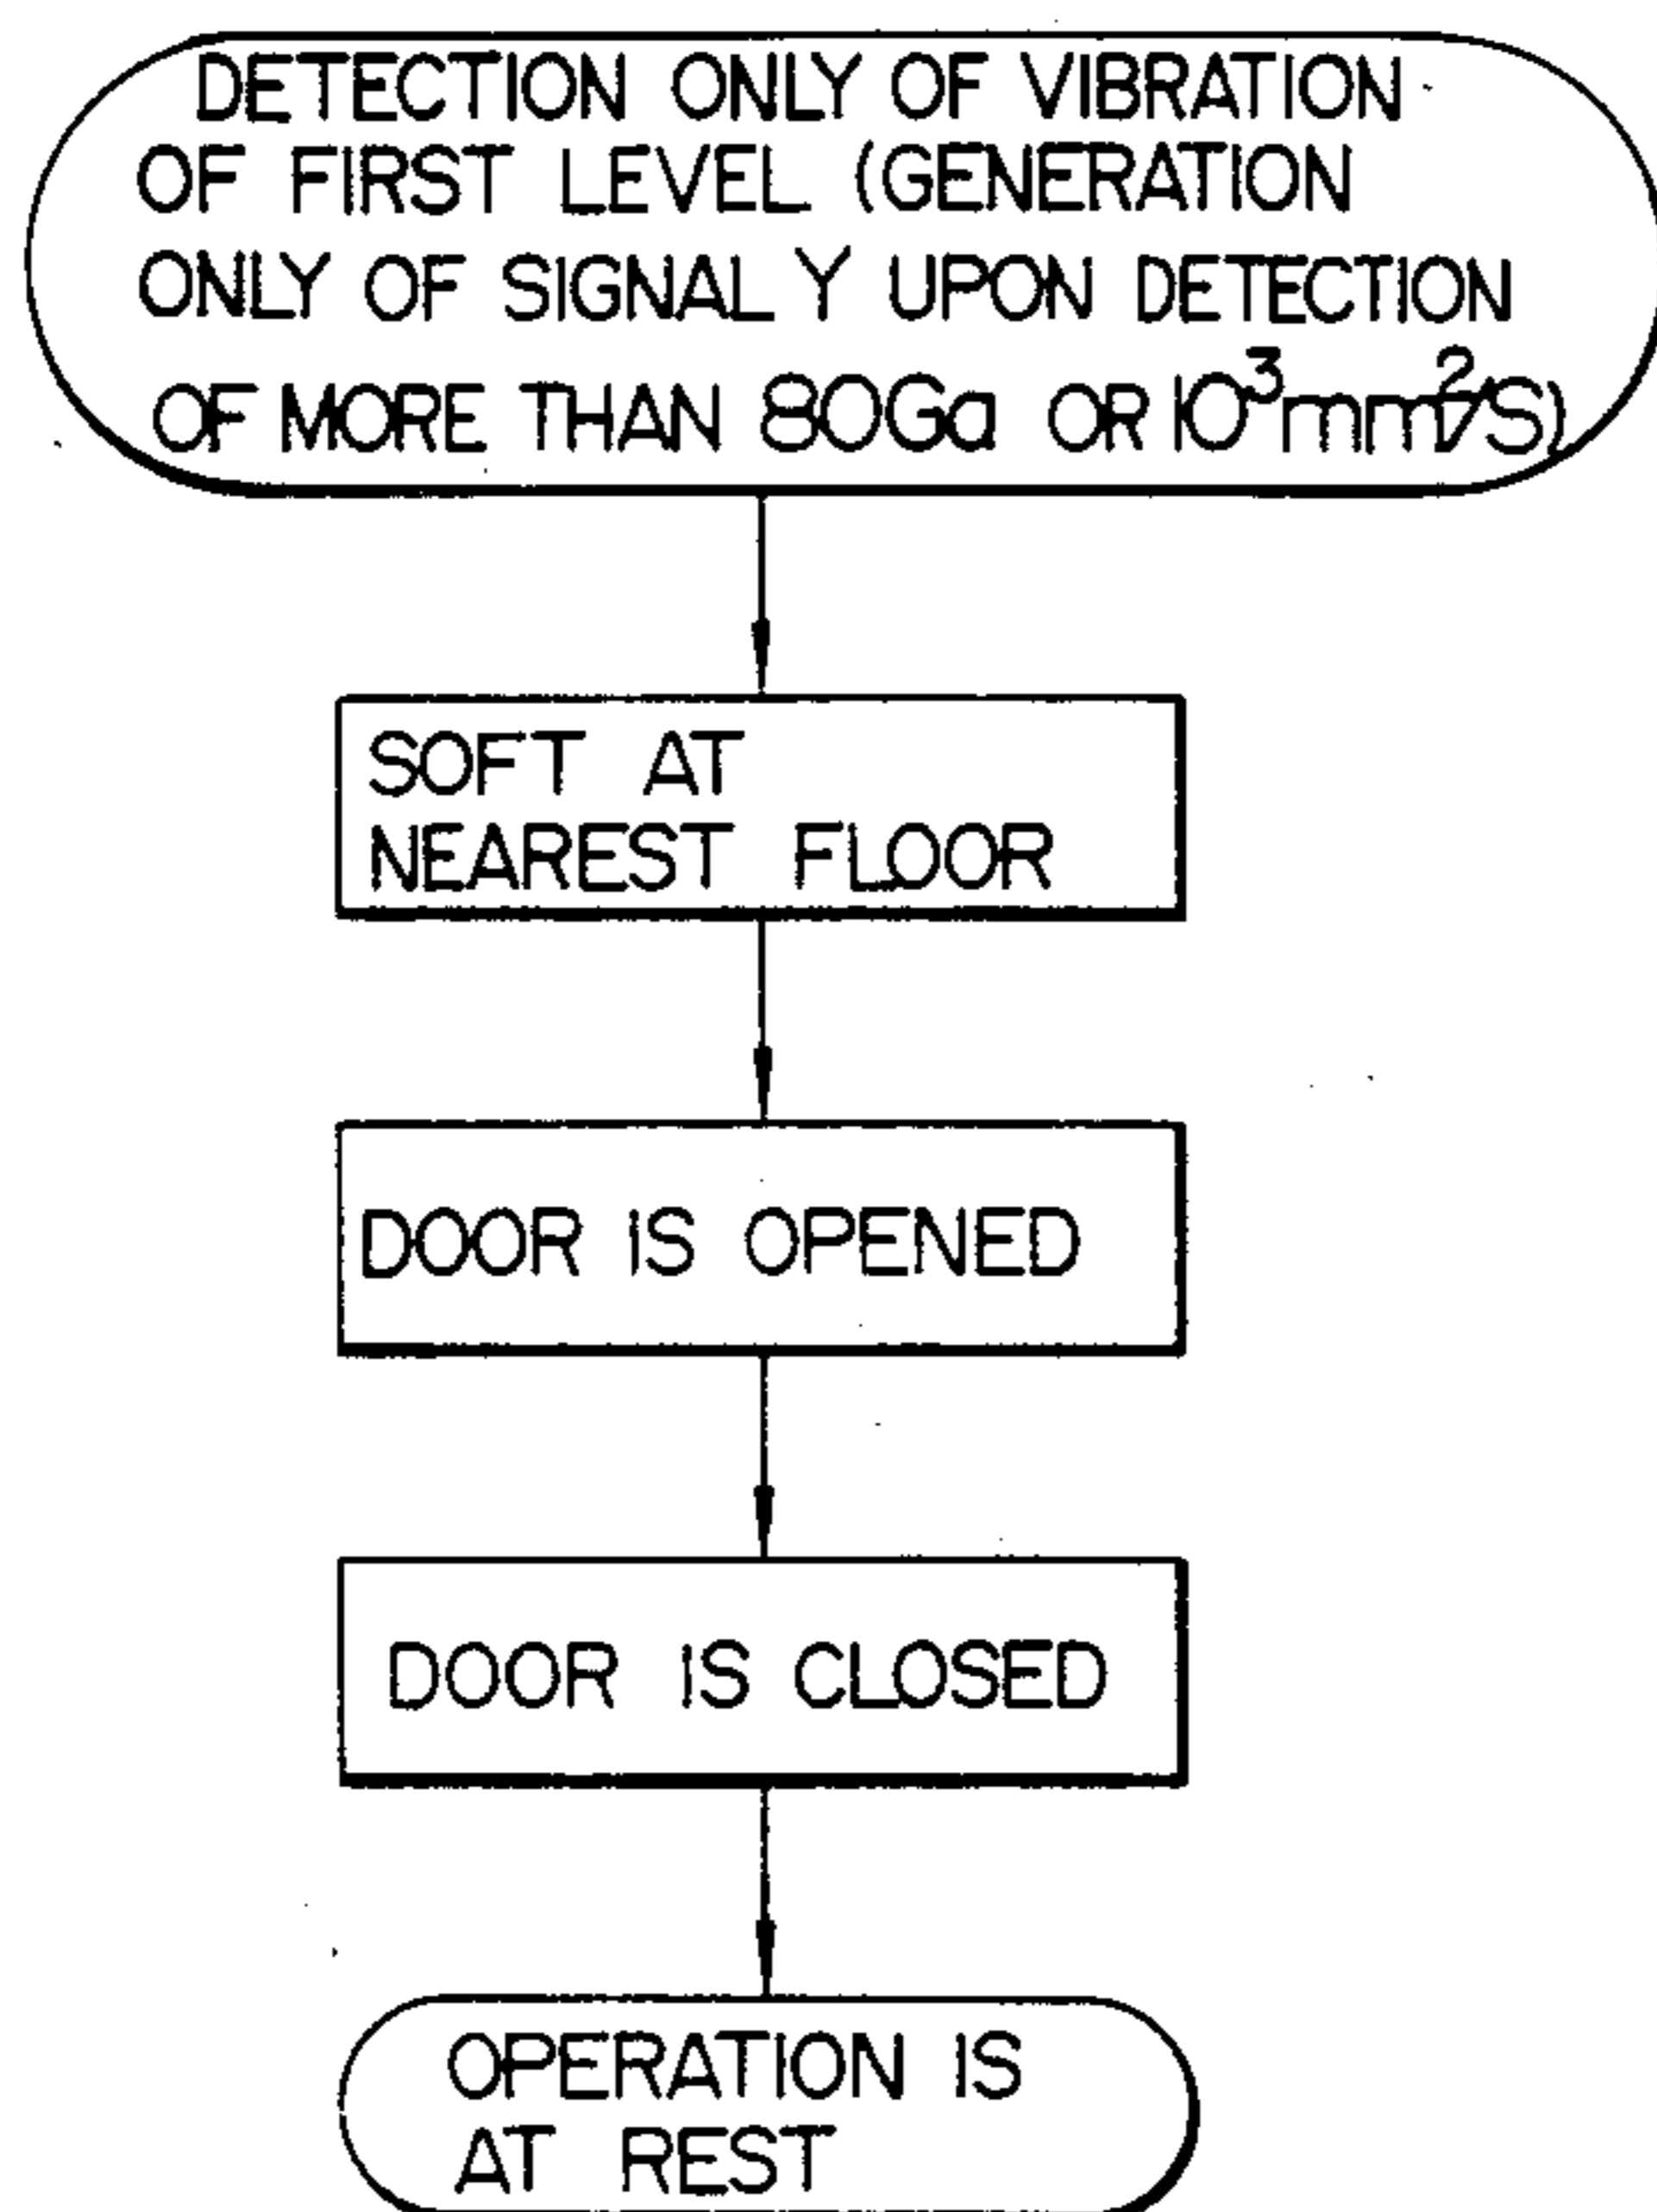 DETECTION ONLY OF VIBRATION
OF FIRST LEVEL (GENERATION
ONLY OF SIGNAL Y UPON DETECTION
OF MORE THAN 80Ga OR 10³mm²/S)
SOFT AT
NEAREST FLOOR
DOOR IS OPENED
DOOR IS CLOSED
OPERATION IS
AT REST